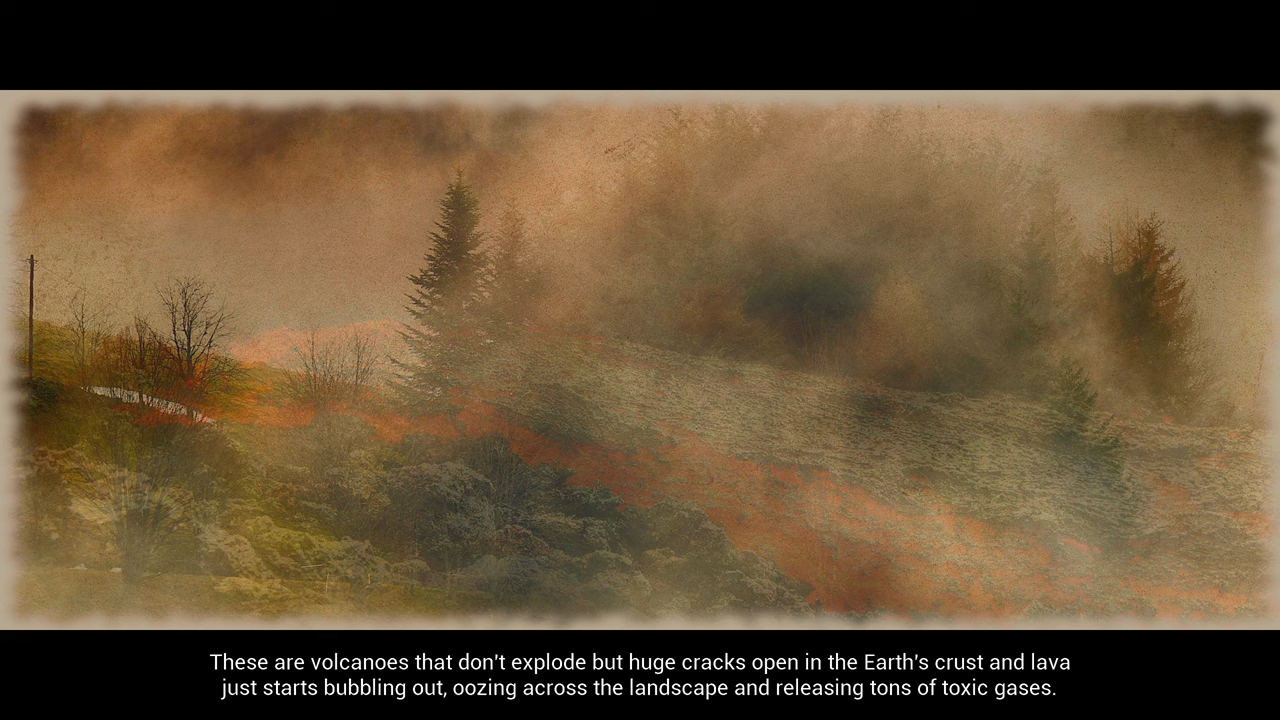 These are volcanoes that don't explode but huge cracks open in the Earth's crust and lava
just starts bubbling out, oozing across the landscape and releasing tons of toxic gases.